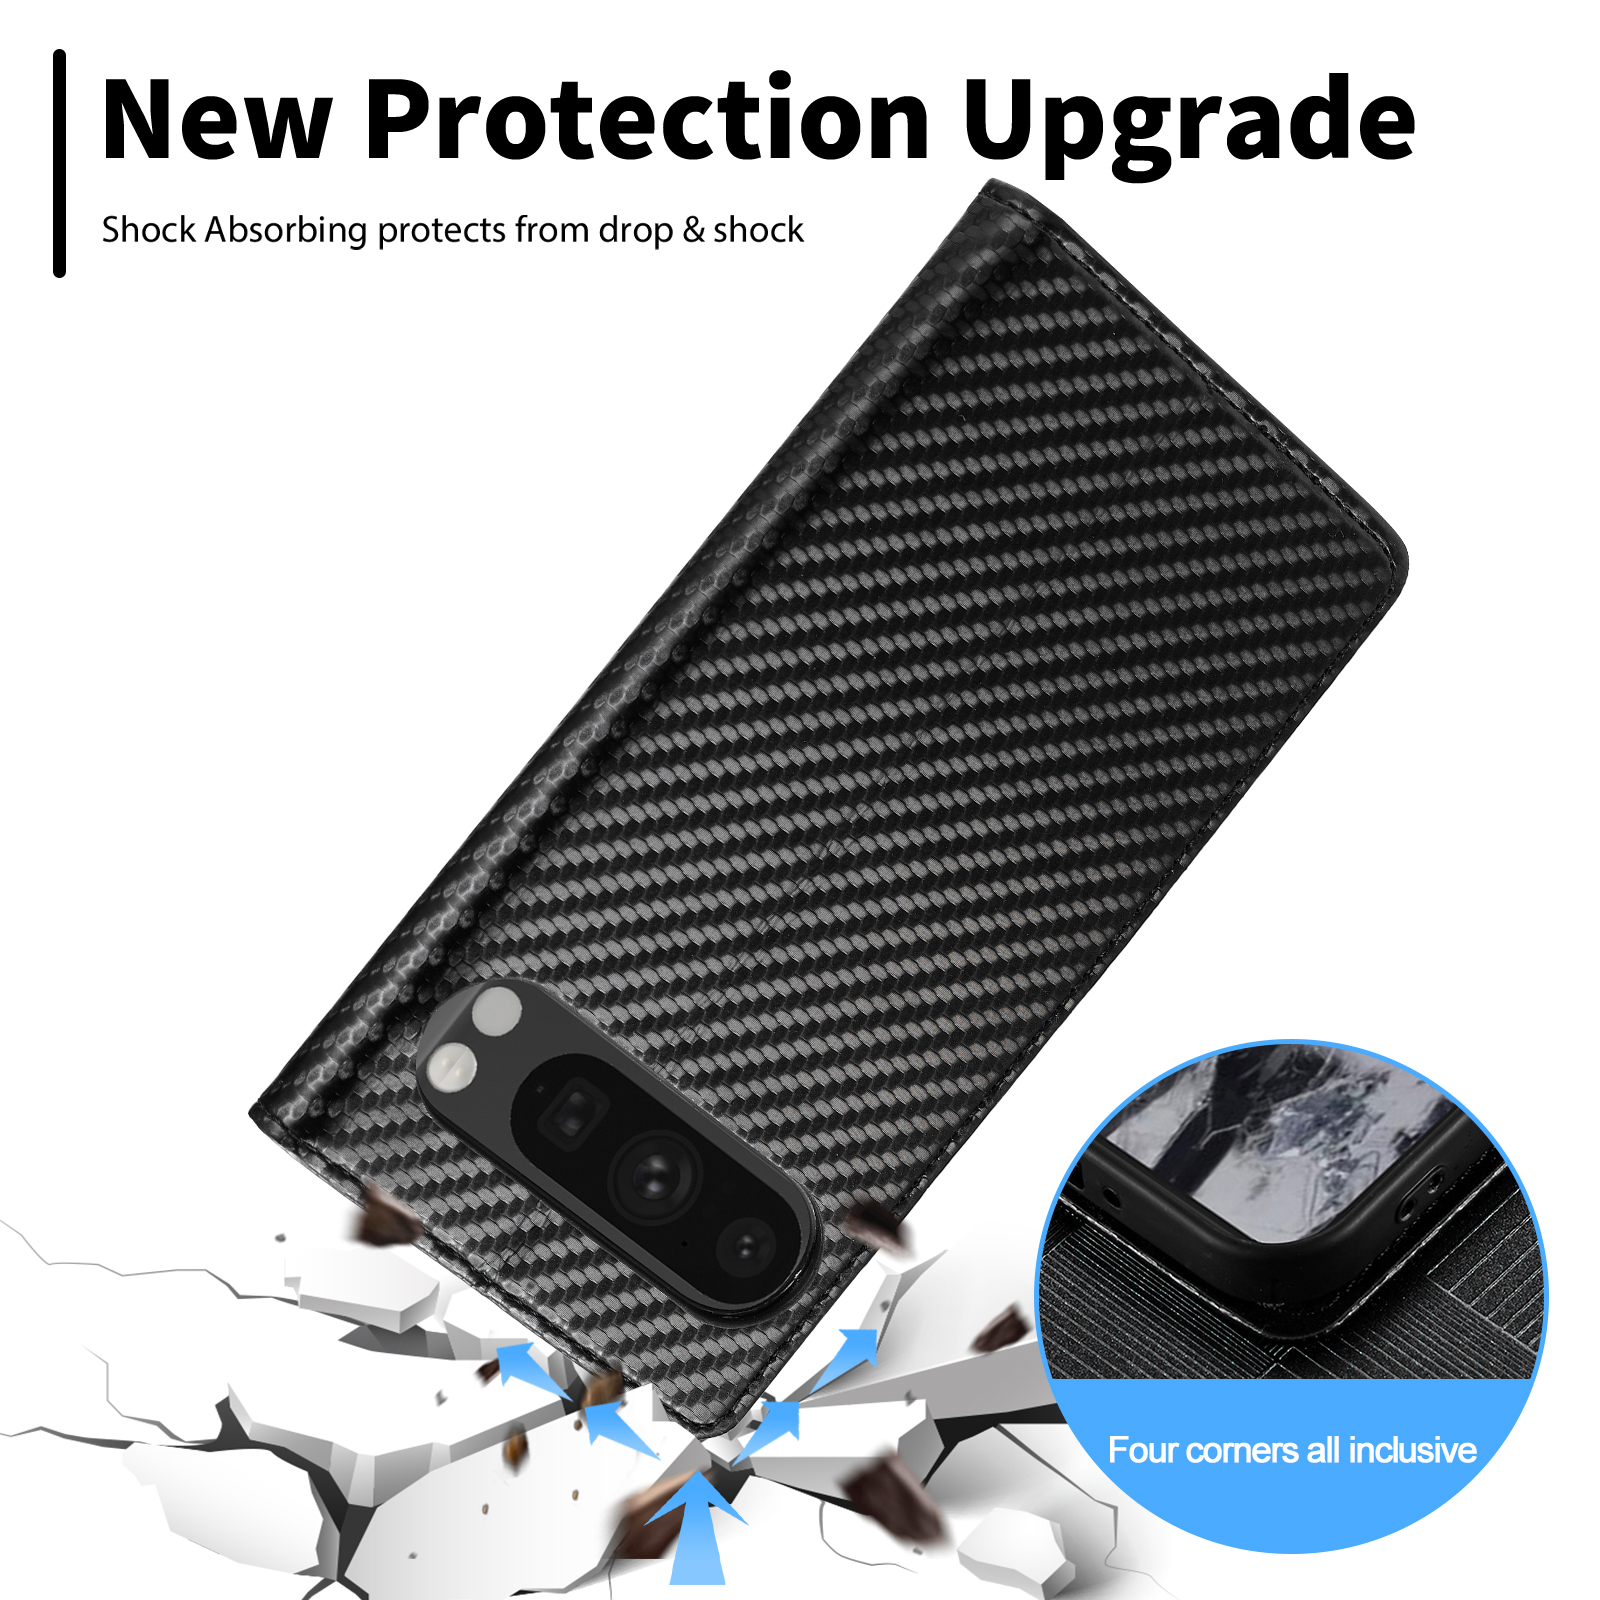 New Protection Upgrade
Shock Absorbing protects from drop & shock
Four corners all inclusive